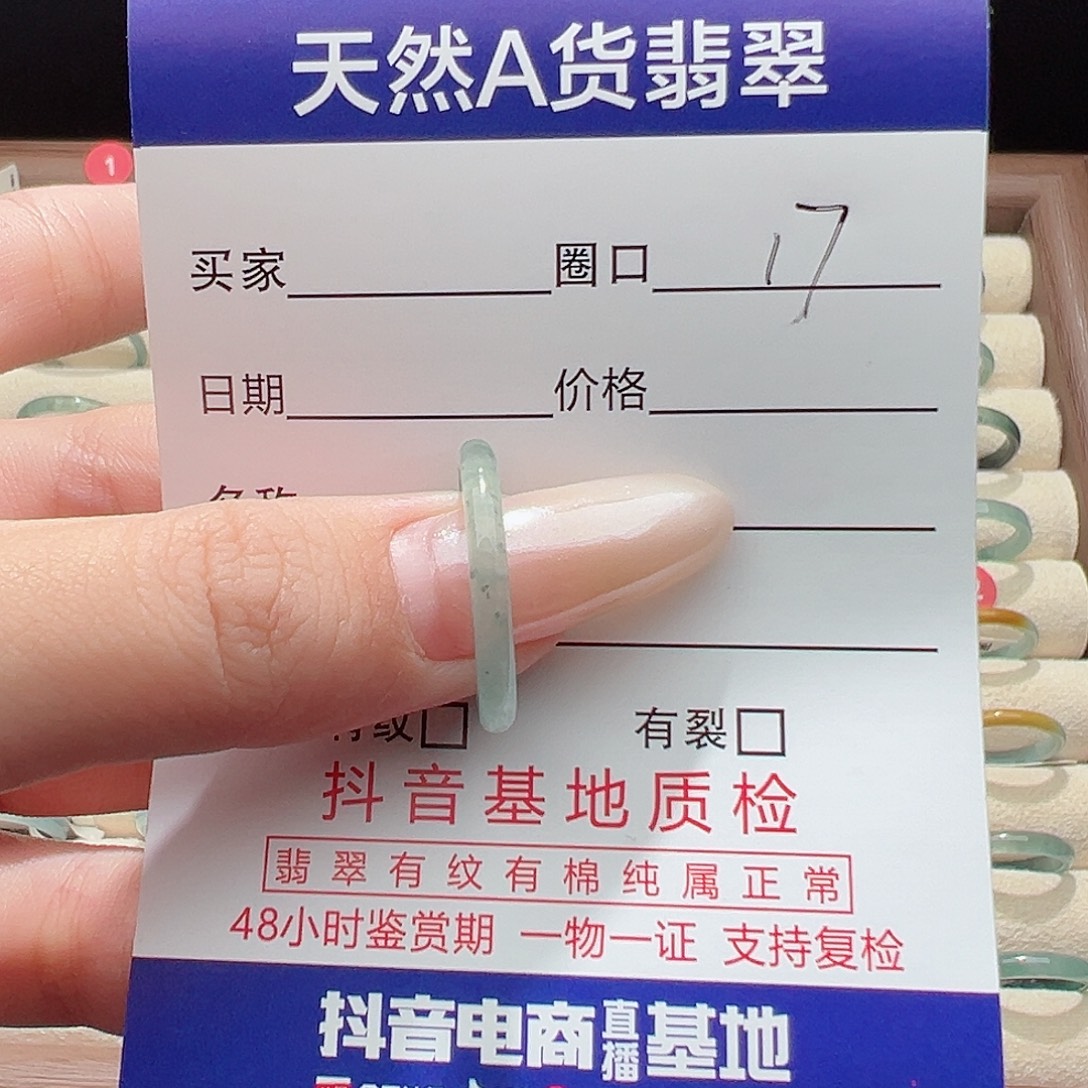 天然A货翡翠
1
买家 圈口 17
日期 价格
有裂
抖音基地质检
翡翠有纹有棉纯属正常
48小时鉴赏期 一物一证 支持复检
抖音电商直播基地